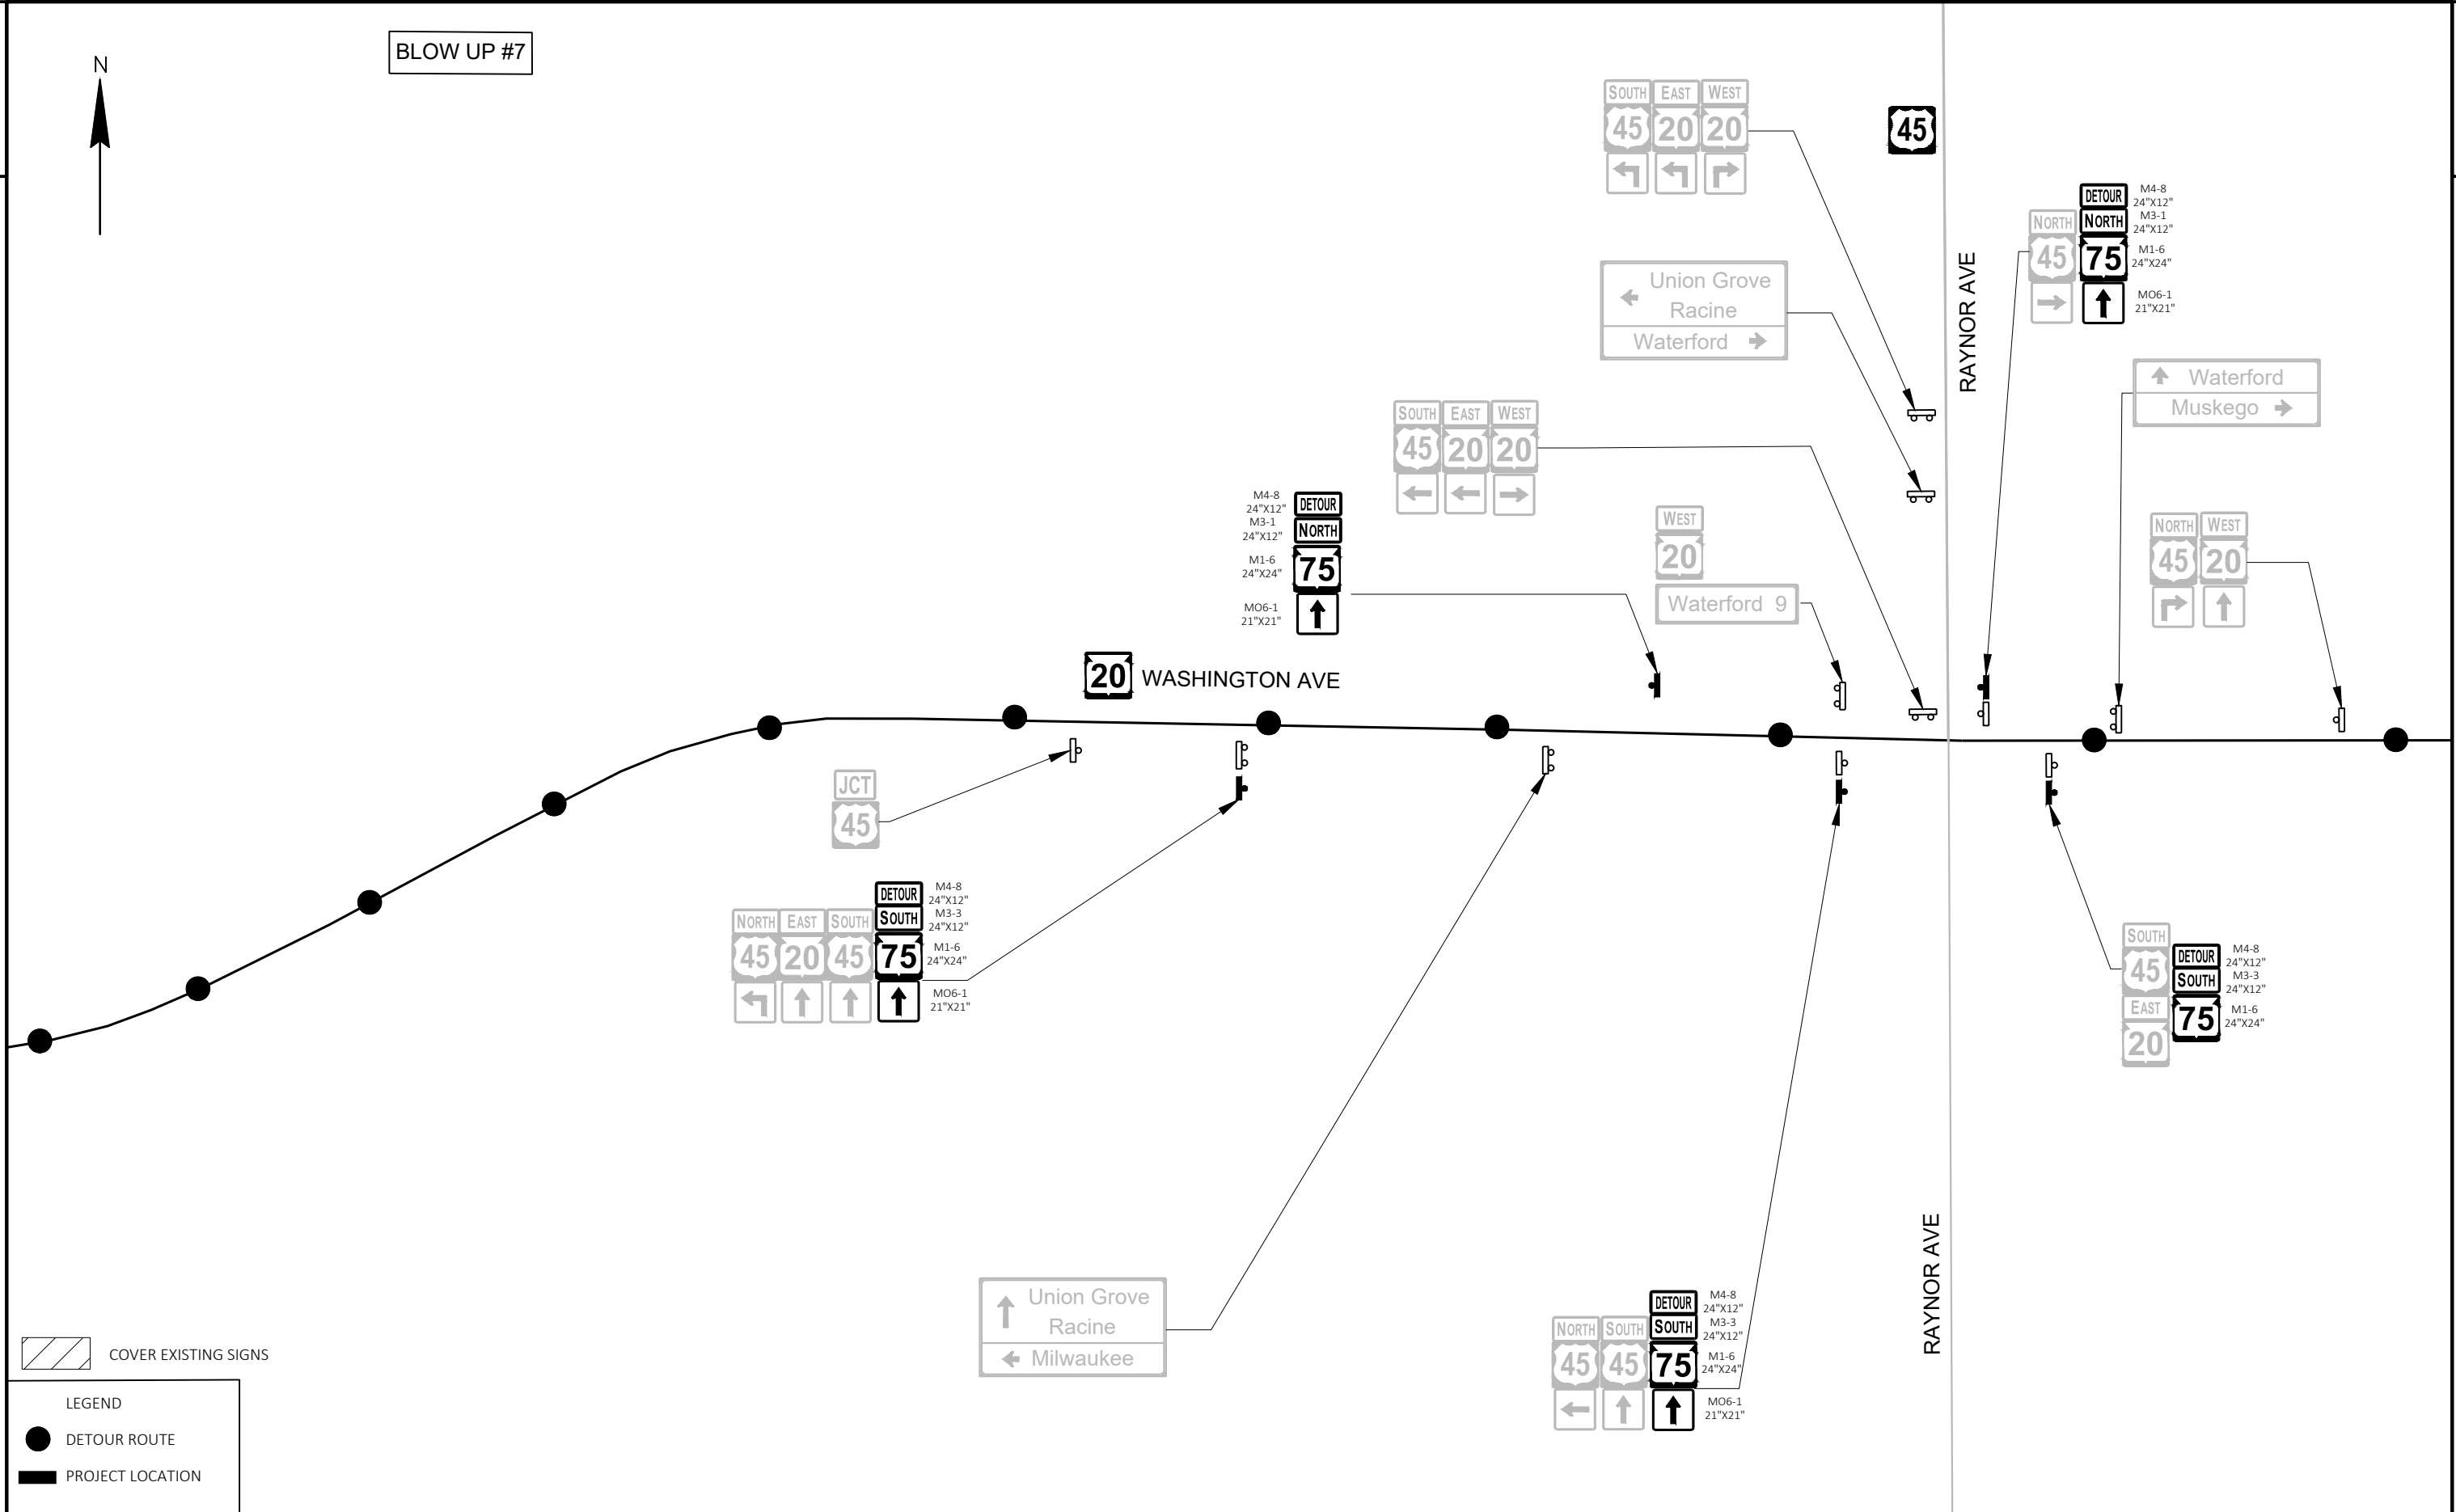 BLOW UP #7
N
SOUTH EAST WEST
45 20 20
45
RAYNOR AVE
DETOUR
NORTH
NORTH
45 75
M4-8
24"X12"
M3-1
24"X12"
M1-6
24"X24"
MO6-1
21"X21"
Union Grove
Racine
Waterford
Waterford
Muskego
SOUTH EAST WEST
45 20 20
M4-8
24"X12"
M3-1
24"X12"
M1-6
24"X24"
MO6-1
21"X21"
DETOUR
NORTH
75
WEST
20
Waterford 9
NORTH WEST
45 20
20 WASHINGTON AVE
JCT
45
DETOUR
NORTH EAST SOUTH SOUTH
45 20 45 75
M4-8
24"X12"
M3-3
24"X12"
M1-6
24"X24"
MO6-1
21"X21"
SOUTH
45
EAST
20
DETOUR
SOUTH
75
M4-8
24"X12"
M3-3
24"X12"
M1-6
24"X24"
Union Grove
Racine
Milwaukee
RAYNOR AVE
DETOUR
NORTH SOUTH SOUTH
45 45 75
M4-8
24"X12"
M3-3
24"X12"
M1-6
24"X24"
MO6-1
21"X21"
COVER EXISTING SIGNS
LEGEND
DETOUR ROUTE
PROJECT LOCATION